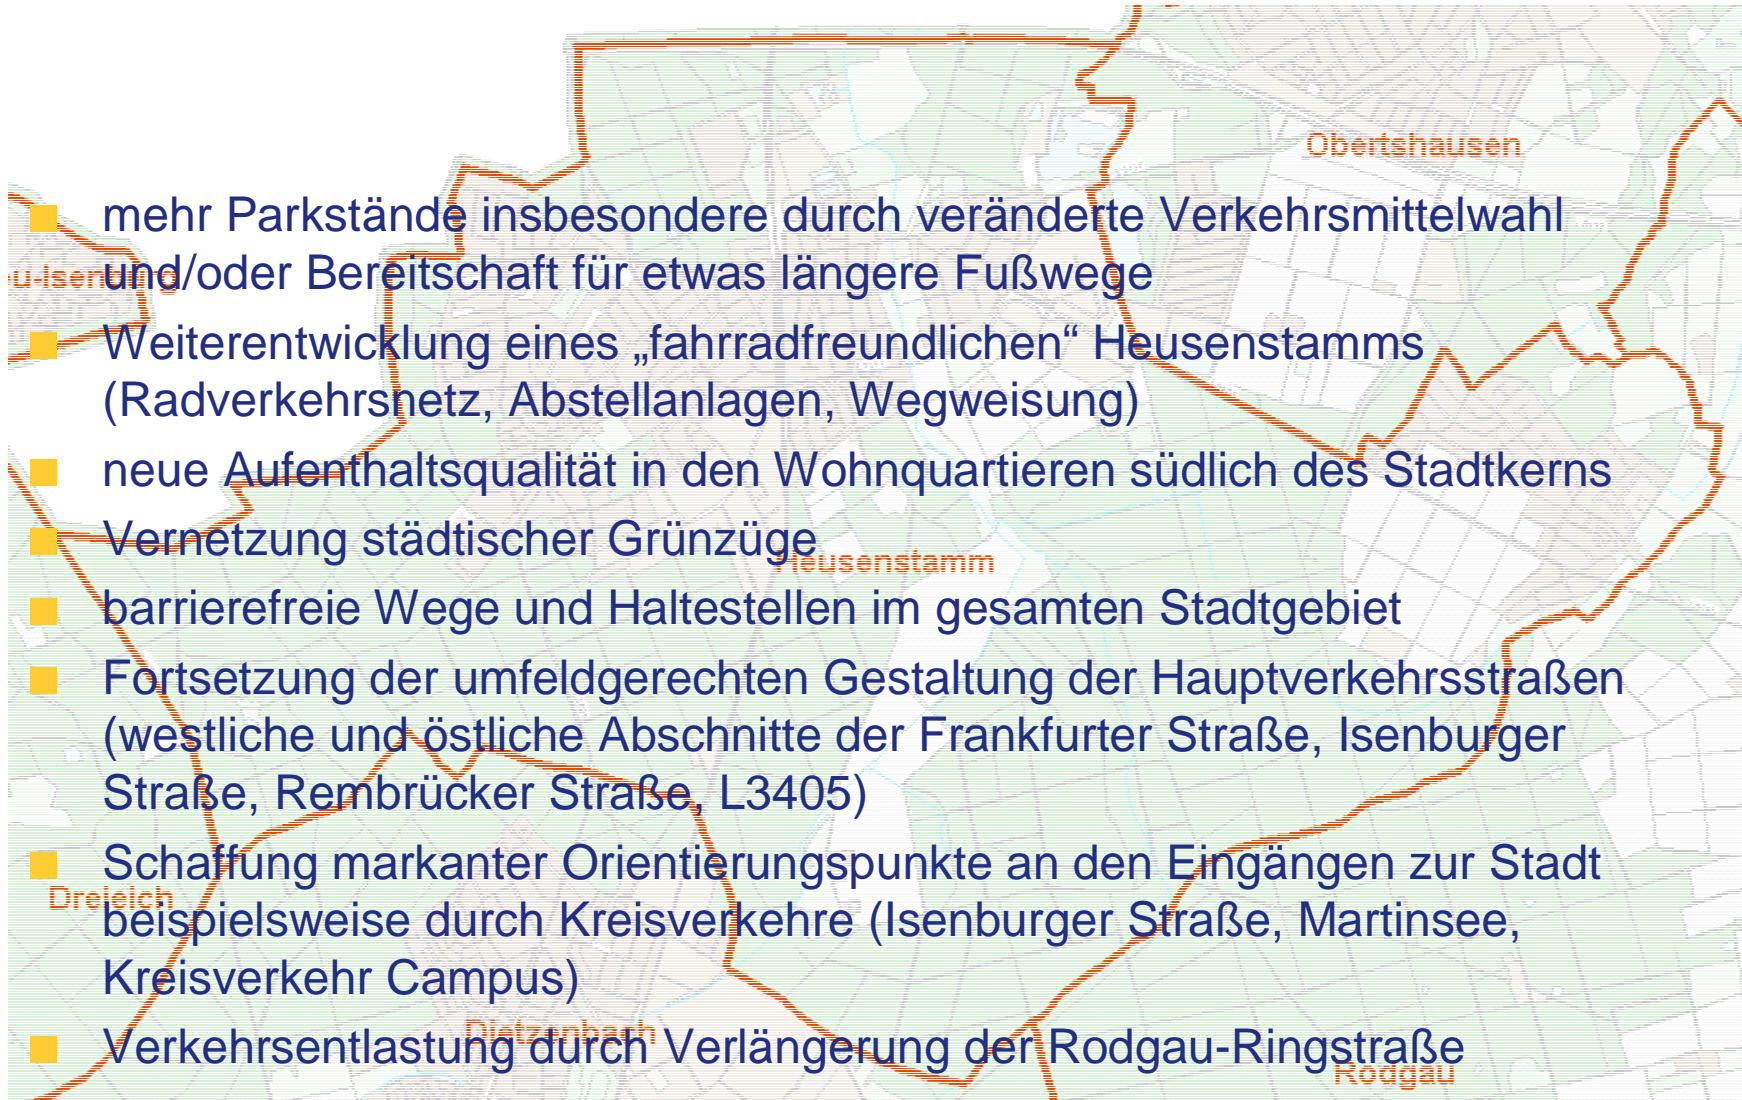 Obertshausen
mehr Parkstände insbesondere durch veränderte Verkehrsmittelwahl
und/oder Bereitschaft für etwas längere Fußwege
Weiterentwicklung eines „fahrradfreundlichen“ Heusenstamms
(Radverkehrsnetz, Abstellanlagen, Wegweisung)
neue Aufenthaltsqualität in den Wohnquartieren südlich des Stadtkerns
Vernetzung städtischer Grünzüge
Heusenstamm
barrierefreie Wege und Haltestellen im gesamten Stadtgebiet
Fortsetzung der umfeldgerechten Gestaltung der Hauptverkehrsstraßen
(westliche und östliche Abschnitte der Frankfurter Straße, Isenburger
Straße, Rembrücker Straße, L3405)
Schaffung markanter Orientierungspunkte an den Eingängen zur Stadt
Dreieich
beispielsweise durch Kreisverkehre (Isenburger Straße, Martinsee,
Kreisverkehr Campus)
Dietzenbach
Verkehrsentlastung durch Verlängerung der Rodgau-Ringstraße
Rodgau